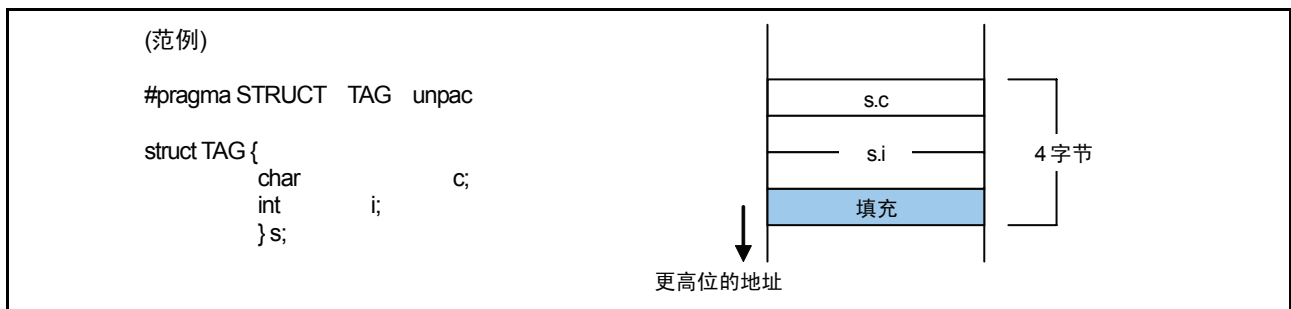 (范例)
#pragma STRUCT TAG unpac
struct TAG {
char c;
int i;
} s;
s.c
s.i
填充
4 字节
更高位的地址